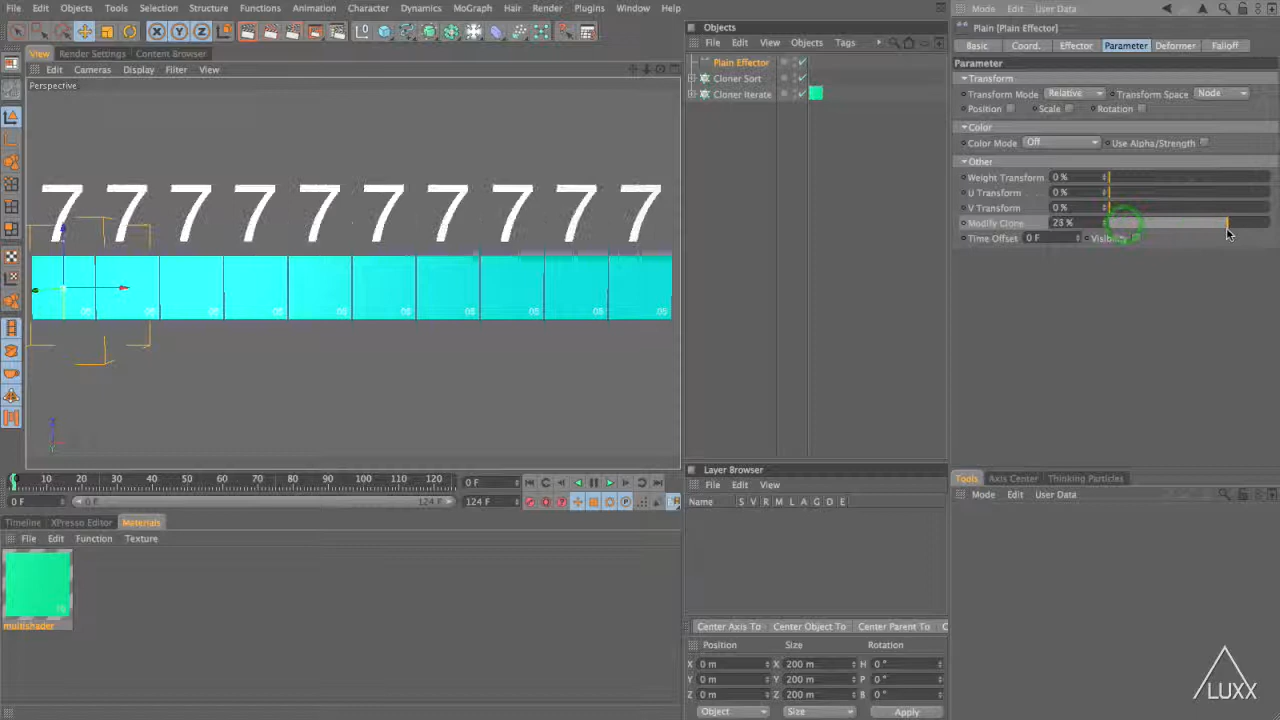 File Edit Objects Tools Selection Structure Functions Animation Character Dynamics MoGraph Hair Render Plugins Window Help
Mode Edit User Data
Objects
Plain [Plain Effector]
View Render Settings Content Browser
File Edit View Objects Tags
Basic Coord. Effector Parameter Deformer Falloff
Edit Cameras Display Filter View
Perspective
Plain Effector
Cloner Sort
Cloner Iterate
Parameter
Transform
Transform Mode Relative Transform Space Node
Position Scale Rotation
Color
Color Mode Off Use Alpha/Strength
Other
Weight Transform 0 %
U Transform 0 %
V Transform 0 %
Modify Clone
Time Offset 0 F
7 7 7 7 7 7 7 7 7 7
X Y Z
Layer Browser
File Edit View
Name S V R M L A G D E
Tools Axis Center Thinking Particles
Mode Edit User Data
0 10 20 30 40 50 60 70 80 90 100 110 120 0 F
0 F 0 F 124 F 124 F
Timeline XPresso Editor Materials
File Edit Function Texture
multishader
Center Axis To Center Object To Center Parent To C
Position Size Rotation
X 0 m X 200 m H 0 °
Y 0 m Y 200 m P 0 °
Z 0 m Z 200 m B 0 °
Object Size Apply
LUXX